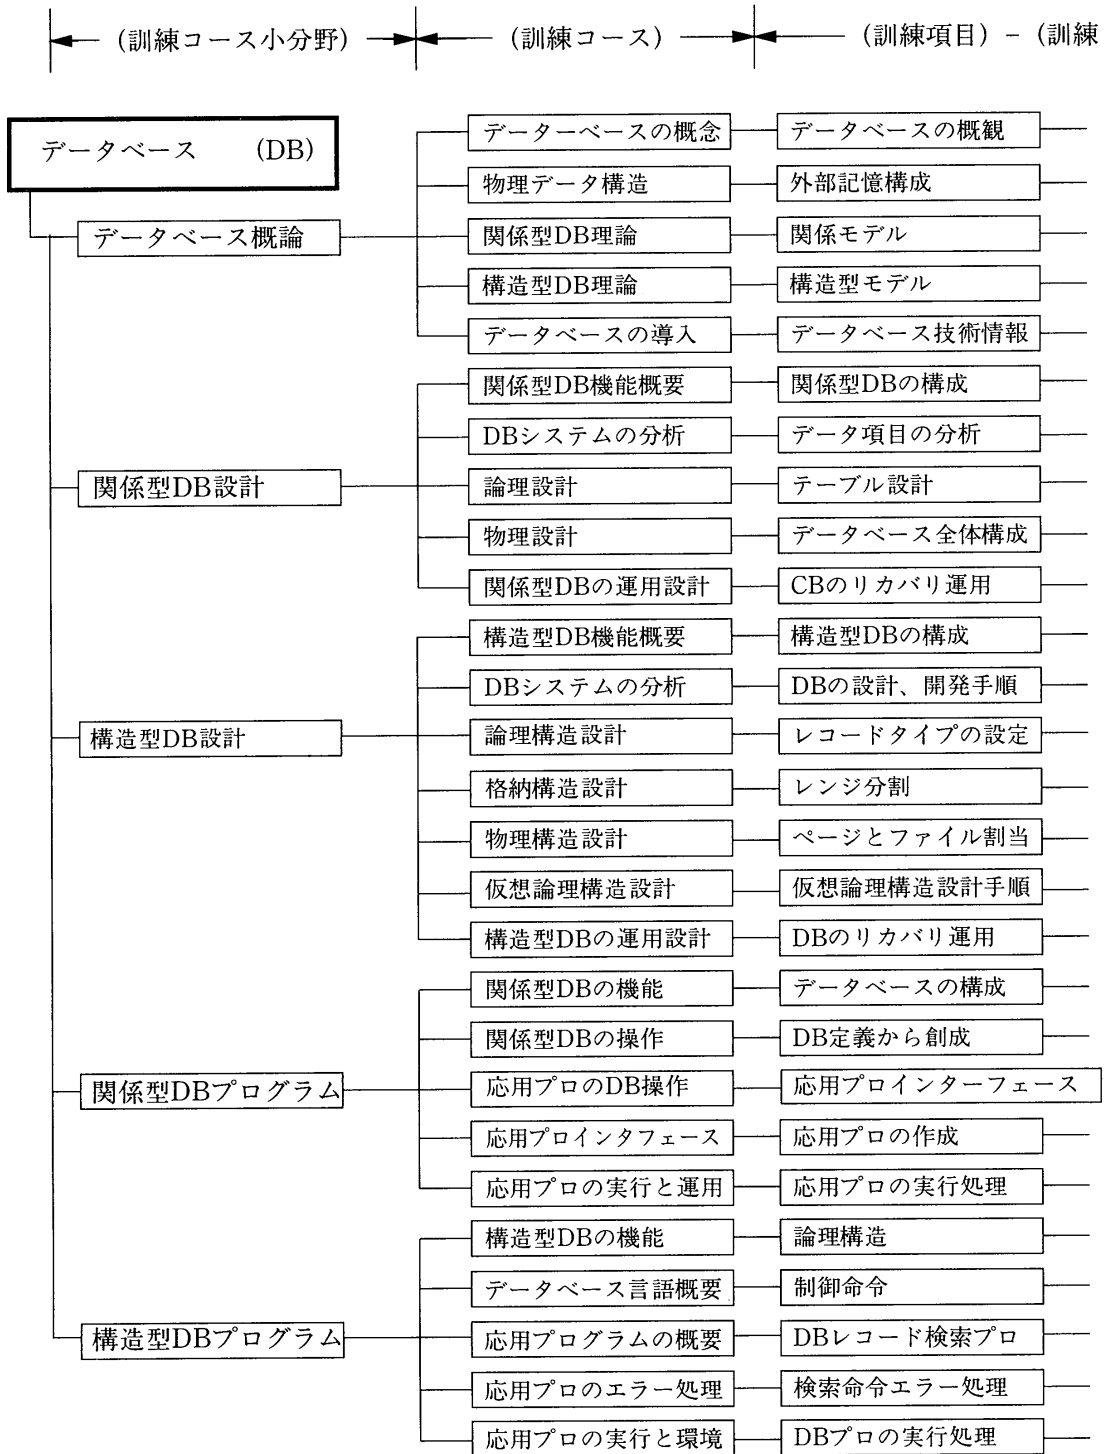 (訓練コース小分野) (訓練コース) (訓練項目) - (訓練
データベース (DB)
データーベースの概念 データベースの概観
物理データ構造 外部記憶構成
データベース概論 関係型DB理論 関係モデル
構造型DB理論 構造型モデル
データベースの導入 データベース技術情報
関係型DB機能概要 関係型DBの構成
DBシステムの分析 データ項目の分析
関係型DB設計 論理設計 テーブル設計
物理設計 データベース全体構成
関係型DBの運用設計 CBのリカバリ運用
構造型DB機能概要 構造型DBの構成
DBシステムの分析 DBの設計、開発手順
構造型DB設計 論理構造設計 レコードタイプの設定
格納構造設計 レンジ分割
物理構造設計 ページとファイル割当
仮想論理構造設計 仮想論理構造設計手順
構造型DBの運用設計 DBのリカバリ運用
関係型DBの機能 データベースの構成
関係型DBの操作 DB定義から創成
関係型DBプログラム 応用プロのDB操作 応用プロインターフェース
応用プロインタフェース 応用プロの作成
応用プロの実行と運用 応用プロの実行処理
構造型DBの機能 論理構造
データベース言語概要 制御命令
構造型DBプログラム 応用プログラムの概要 DBレコード検索プロ
応用プロのエラー処理 検索命令エラー処理
応用プロの実行と環境 DBプロの実行処理